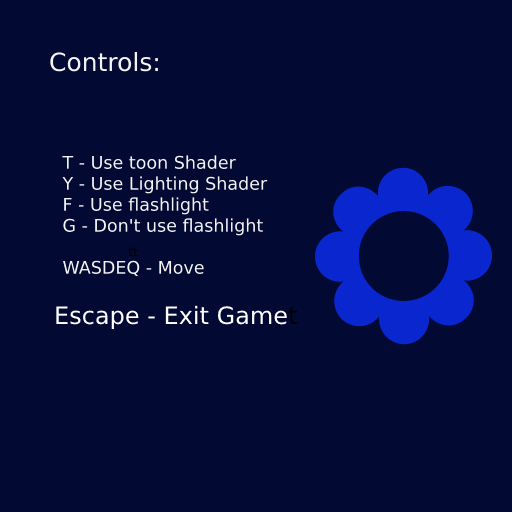 Controls:
T - Use toon Shader
Y - Use Lighting Shader
F - Use flashlight
G - Don't use flashlight
WASDEQ - Move
Escape - Exit Game